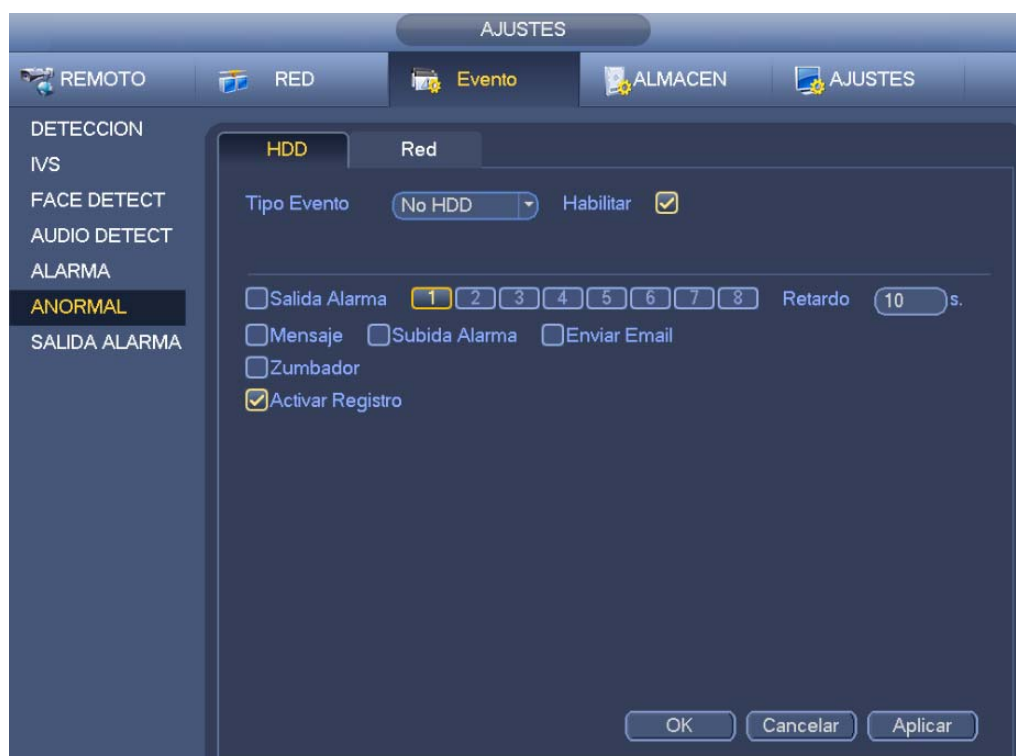 AJUSTES
REMOTO RED Evento ALMACEN AJUSTES
DETECCION
IVS
FACE DETECT
AUDIO DETECT
ALARMA
ANORMAL
SALIDA ALARMA
HDD Red
Tipo Evento No HDD Habilitar
Salida Alarma 1 2 3 4 5 6 7 8 Retardo 10 s.
Mensaje Subida Alarma Enviar Email
Zumbador
Activar Registro
OK Cancelar Aplicar